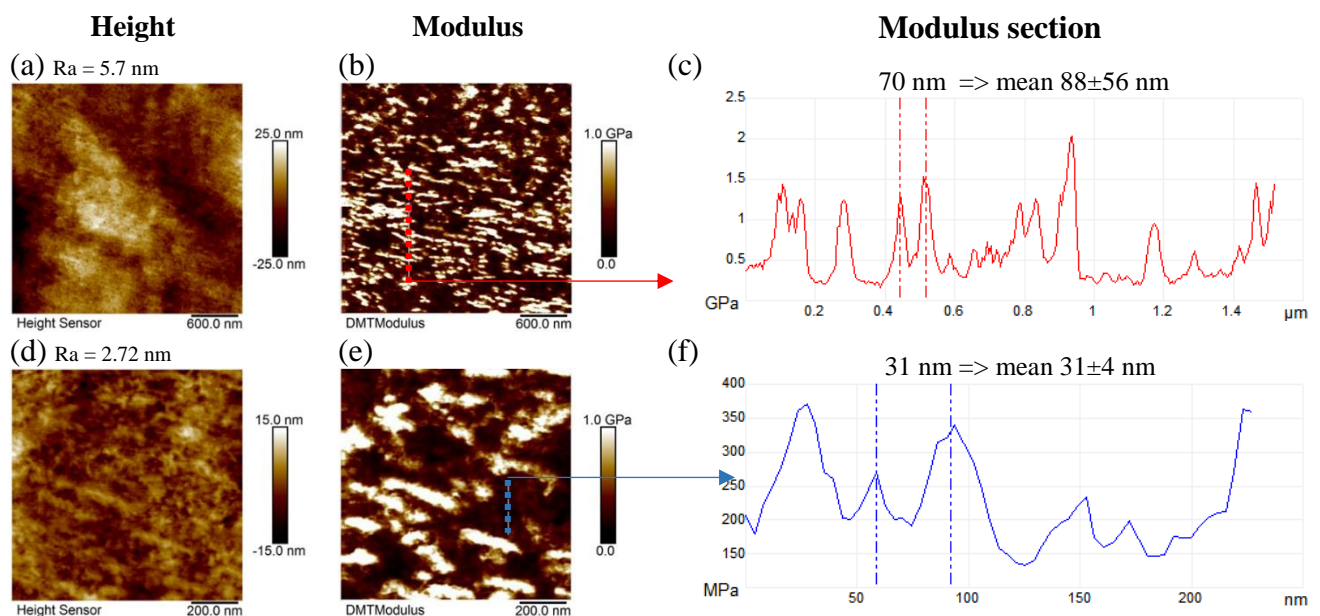 Height
Modulus
Modulus section
(a) Ra = 5.7 nm
25.0 nm
-25.0 nm
Height Sensor
600.0 nm
(b)
1.0 GPa
0.0
DMTModulus
600.0 nm
(c)
70 nm => mean 88±56 nm
2.5
2
1.5
1
0.5
GPa
0.2 0.4 0.6 0.8 1 1.2 1.4 µm
(d) Ra = 2.72 nm
15.0 nm
-15.0 nm
Height Sensor
200.0 nm
(e)
1.0 GPa
0.0
DMTModulus
200.0 nm
(f)
31 nm => mean 31±4 nm
400
350
300
250
200
150
MPa
50 100 150 200 nm